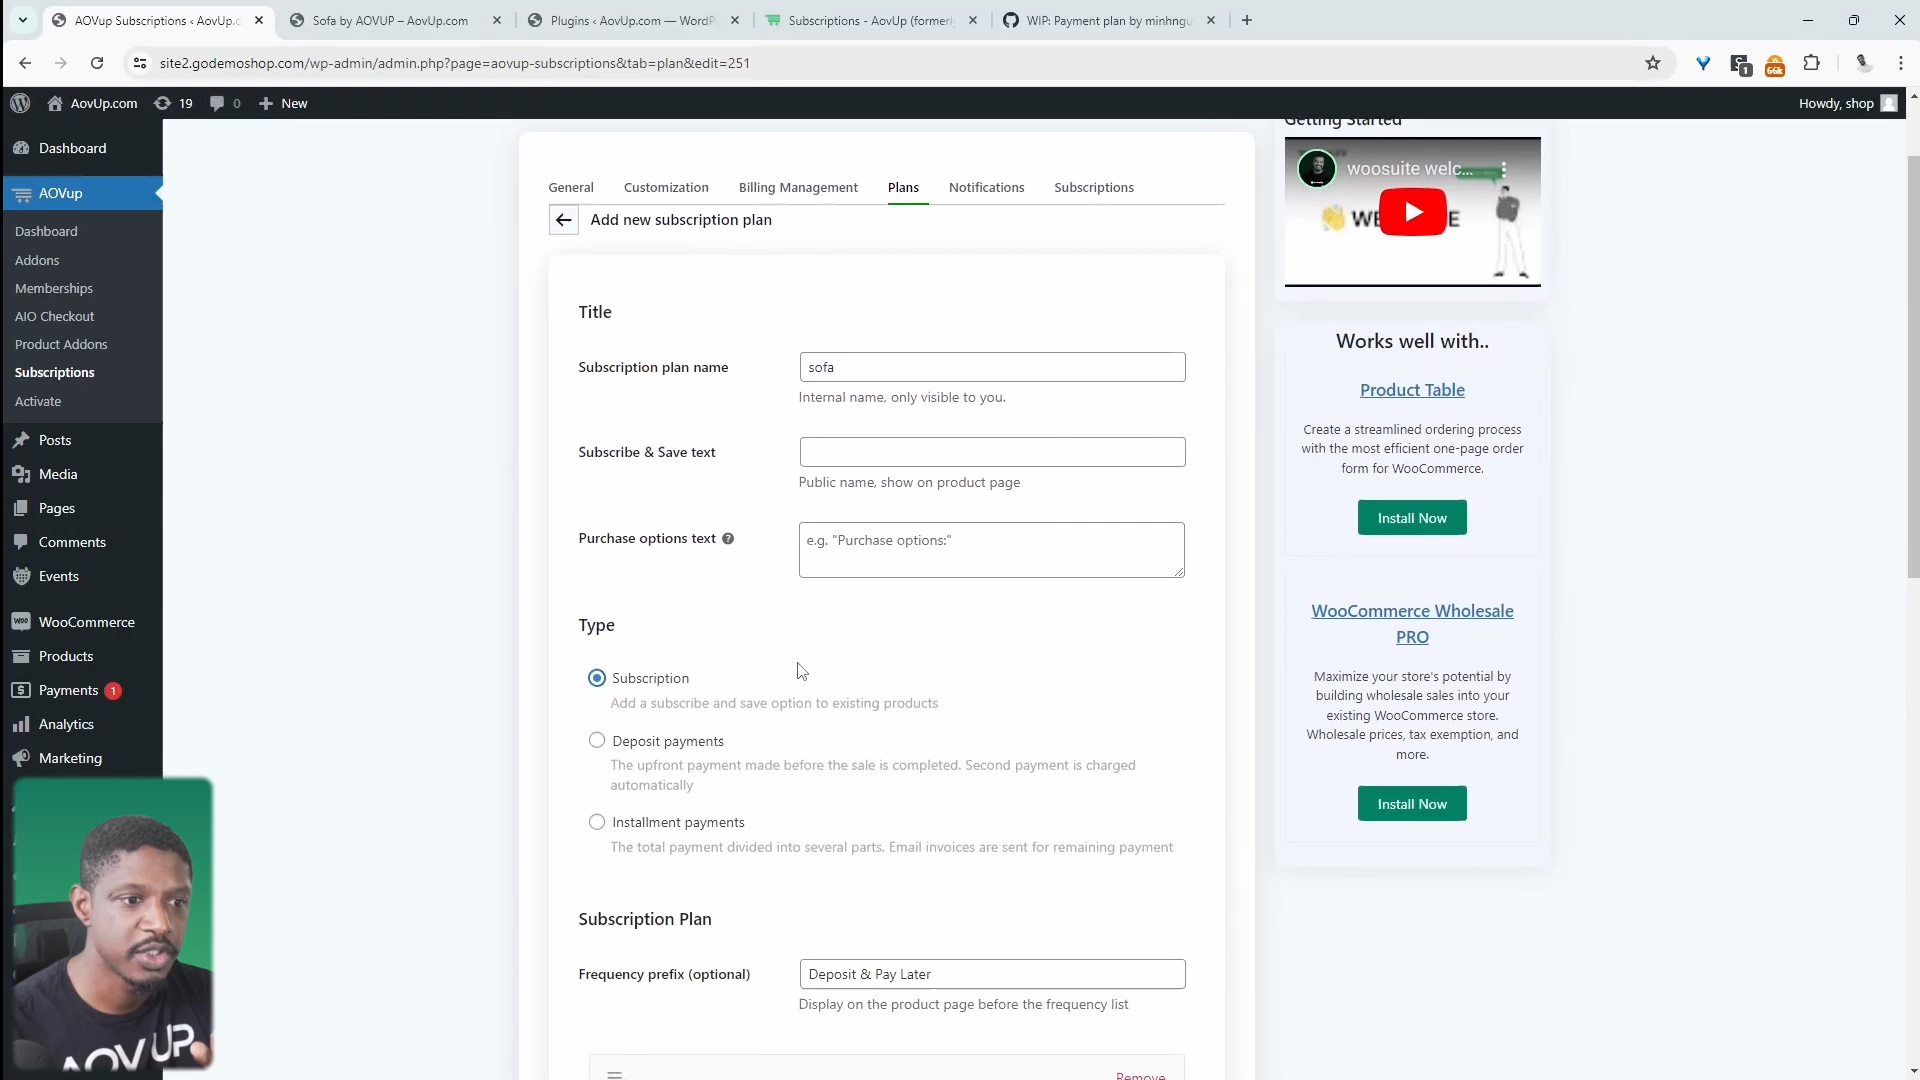 AOVup Subscriptions ‹ AovUp.c
Sofa by AOVUP – AovUp.com
Plugins ‹ AovUp.com — WordP
Subscriptions - AovUp (formerly
WIP: Payment plan by minhngu
site2.godemoshop.com/wp-admin/admin.php?page=aovup-subscriptions&tab=plan&edit=251
1
66k
AovUp.com
19
0
New
Howdy, shop
Dashboard
AOVup
Dashboard
Addons
Memberships
AIO Checkout
Product Addons
Subscriptions
Activate
Posts
Media
Pages
Comments
Events
WooCommerce
Products
Payments 1
Analytics
Marketing
General
Customization
Billing Management
Plans
Notifications
Subscriptions
Add new subscription plan
Title
Subscription plan name
sofa
Internal name, only visible to you.
Subscribe & Save text
Public name, show on product page
Purchase options text
e.g. "Purchase options:"
Type
Subscription
Add a subscribe and save option to existing products
Deposit payments
The upfront payment made before the sale is completed. Second payment is charged
automatically
Installment payments
The total payment divided into several parts. Email invoices are sent for remaining payment
Subscription Plan
Frequency prefix (optional)
Deposit & Pay Later
Display on the product page before the frequency list
Remove
Getting Started
woosuite welc...
Works well with..
Product Table
Create a streamlined ordering process
with the most efficient one-page order
form for WooCommerce.
Install Now
WooCommerce Wholesale
PRO
Maximize your store's potential by
building wholesale sales into your
existing WooCommerce store.
Wholesale prices, tax exemption, and
more.
Install Now
AOVUP